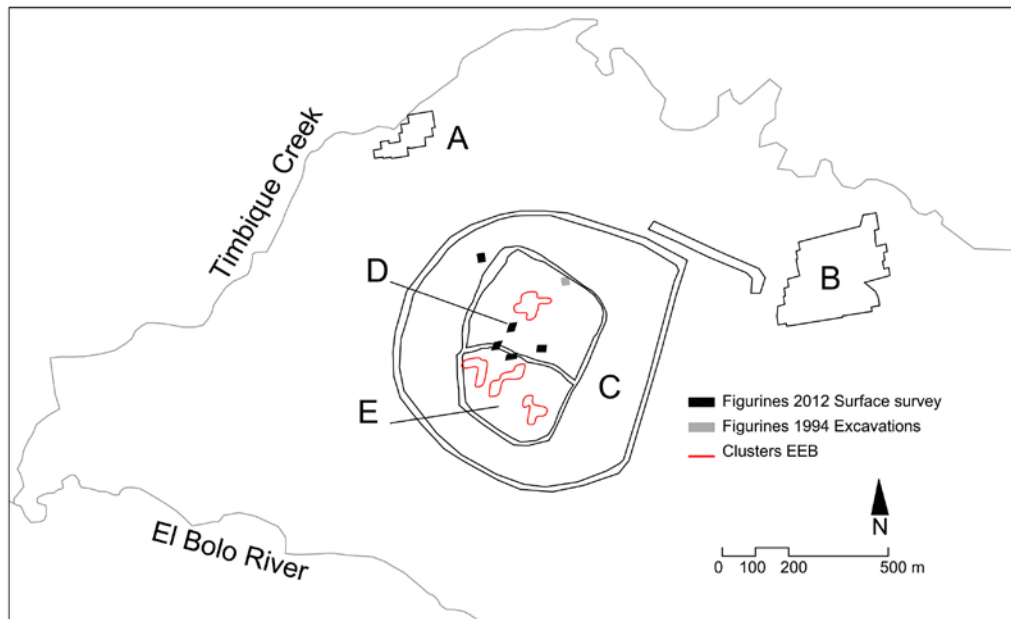 Timbique Creek
A
B
D
C
E
Figurines 2012 Surface survey
Figurines 1994 Excavations
Clusters EEB
El Bolo River
N
0 100 200 500 m